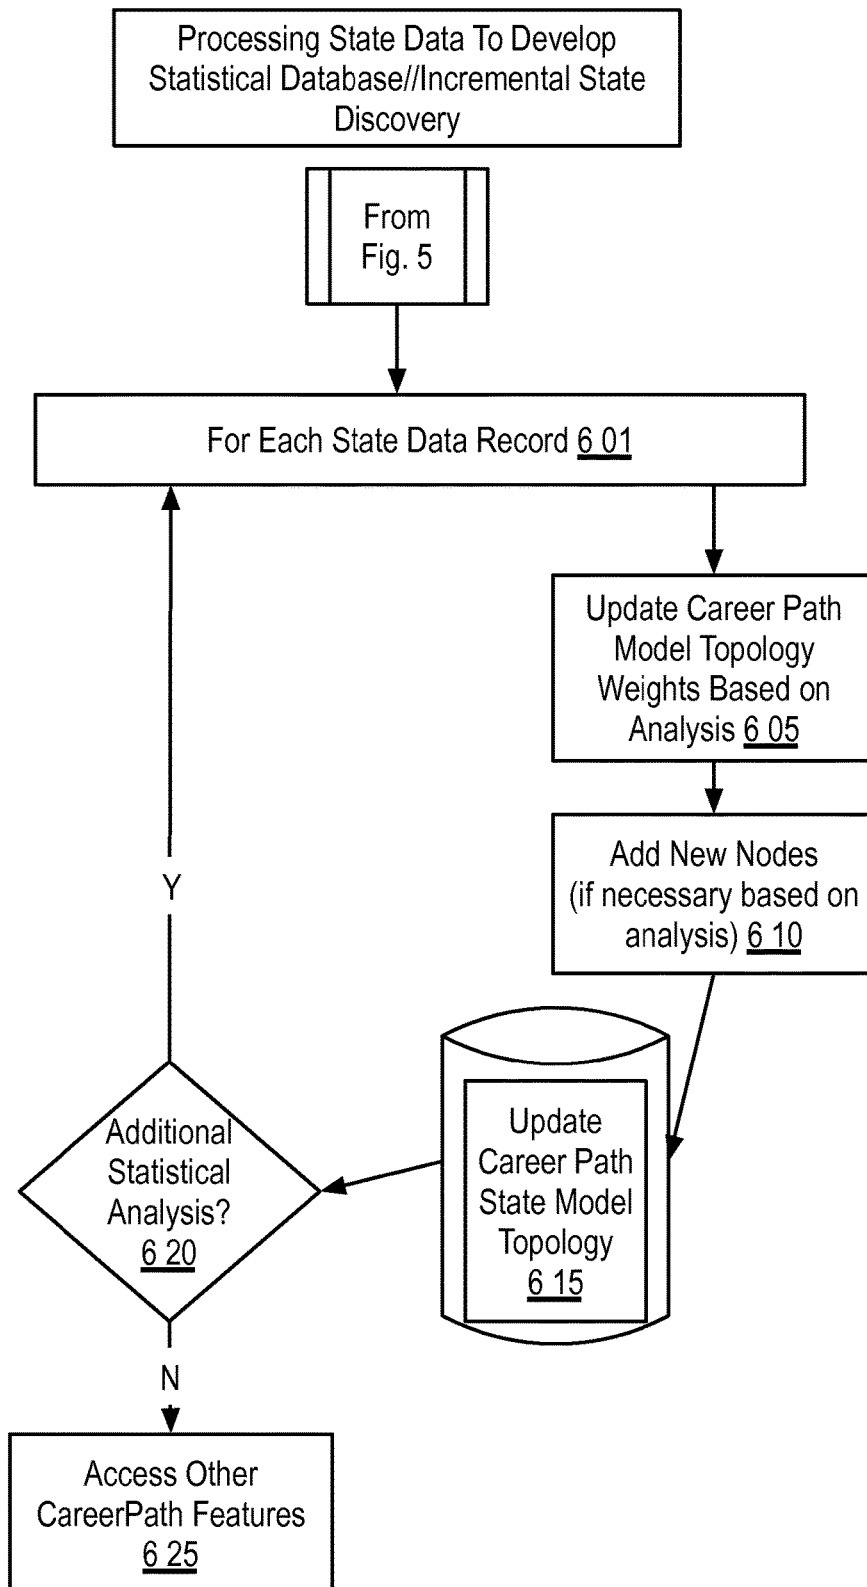 Processing State Data To Develop
Statistical Database//Incremental State
Discovery
From
Fig. 5
For Each State Data Record 6 01
Update Career Path
Model Topology
Weights Based on
Analysis 6 05
Add New Nodes
(if necessary based on
analysis) 6 10
Y
Update
Career Path
State Model
Topology
6 15
Additional
Statistical
Analysis?
6 20
N
Access Other
CareerPath Features
6 25